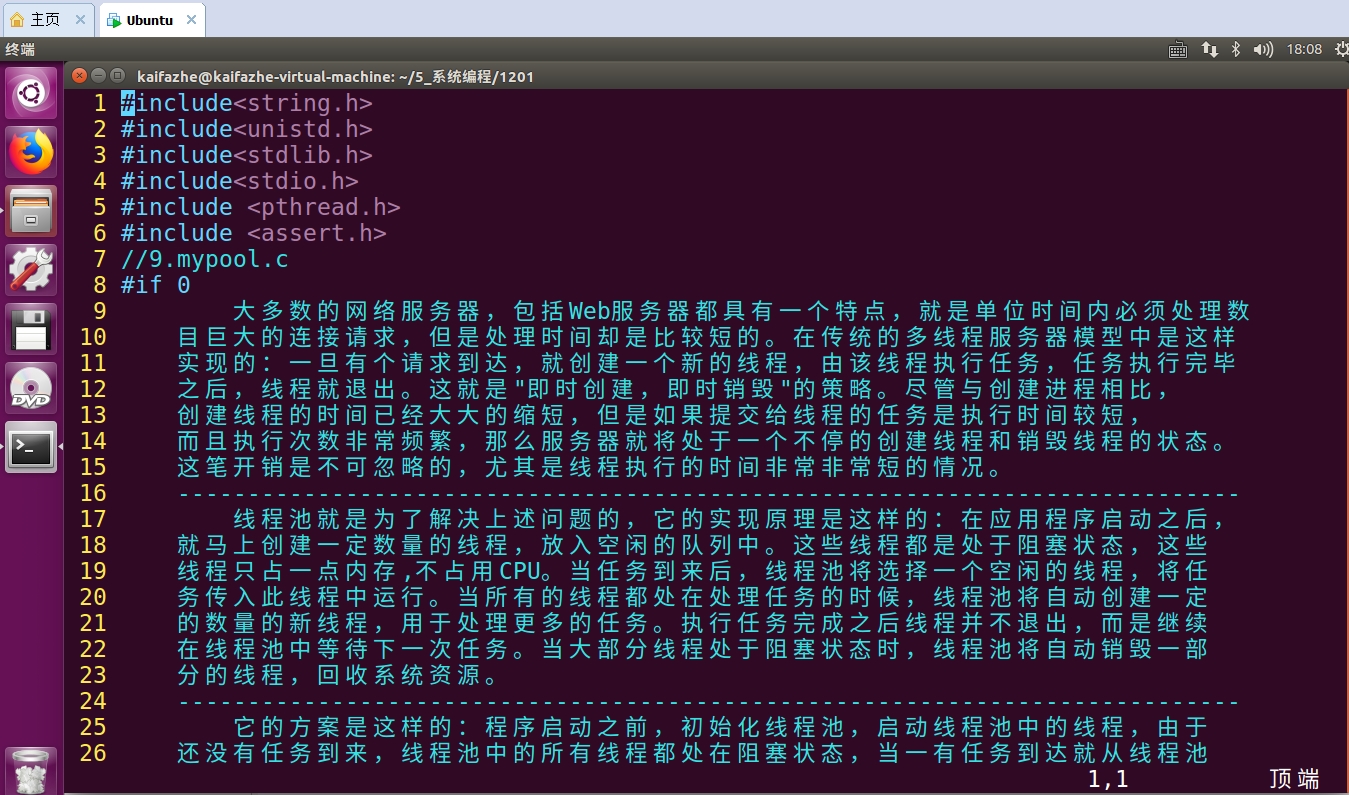 主页
Ubuntu
终端
18:08
kaifazhe@kaifazhe-virtual-machine: ~/5_系统编程/1201
1 #include<string.h>
2 #include<unistd.h>
3 #include<stdlib.h>
4 #include<stdio.h>
5 #include <pthread.h>
6 #include <assert.h>
7 //9.mypool.c
8 #if 0
9 大多数的网络服务器，包括Web服务器都具有一个特点，就是单位时间内必须处理数
10 目巨大的连接请求，但是处理时间却是比较短的。在传统的多线程服务器模型中是这样
11 实现的：一旦有个请求到达，就创建一个新的线程，由该线程执行任务，任务执行完毕
12 之后，线程就退出。这就是"即时创建，即时销毁"的策略。尽管与创建进程相比，
13 创建线程的时间已经大大的缩短，但是如果提交给线程的任务是执行时间较短，
14 而且执行次数非常频繁，那么服务器就将处于一个不停的创建线程和销毁线程的状态。
15 这笔开销是不可忽略的，尤其是线程执行的时间非常非常短的情况。
16 ----------------------------------------------------------------------------
17 线程池就是为了解决上述问题的，它的实现原理是这样的：在应用程序启动之后，
18 就马上创建一定数量的线程，放入空闲的队列中。这些线程都是处于阻塞状态，这些
19 线程只占一点内存,不占用CPU。当任务到来后，线程池将选择一个空闲的线程，将任
20 务传入此线程中运行。当所有的线程都处在处理任务的时候，线程池将自动创建一定
21 的数量的新线程，用于处理更多的任务。执行任务完成之后线程并不退出，而是继续
22 在线程池中等待下一次任务。当大部分线程处于阻塞状态时，线程池将自动销毁一部
23 分的线程，回收系统资源。
24 ----------------------------------------------------------------------------
25 它的方案是这样的：程序启动之前，初始化线程池，启动线程池中的线程，由于
26 还没有任务到来，线程池中的所有线程都处在阻塞状态，当一有任务到达就从线程池
1,1 顶端
DVD